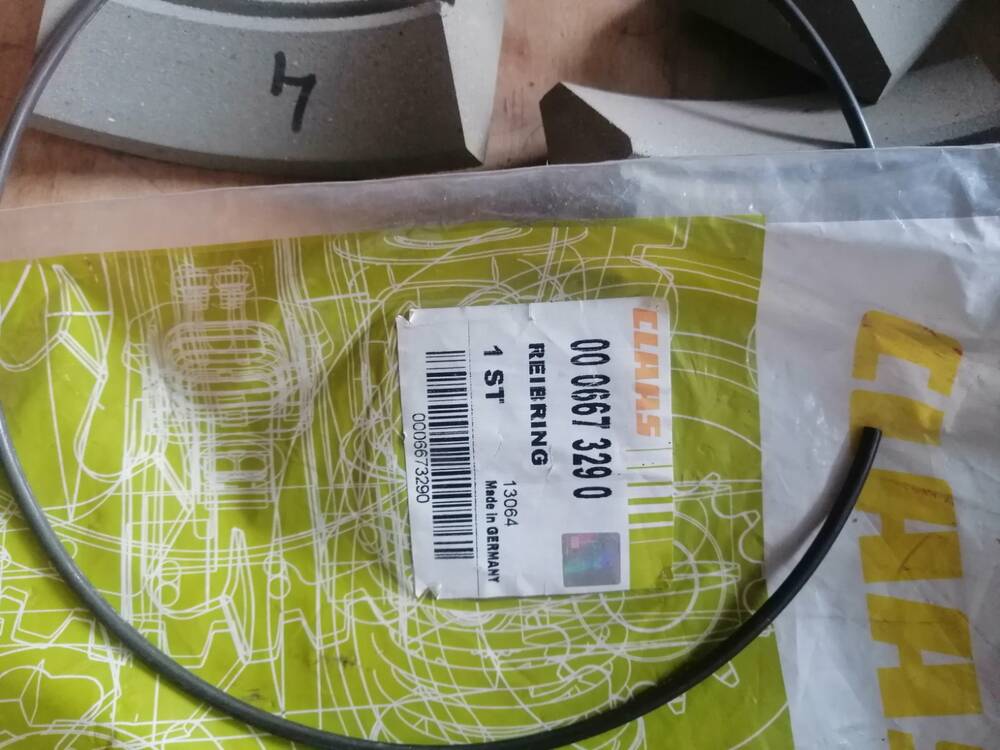 4
CLAAS
00 0667 329 0
REIBRING
1 ST
13064
Made in GERMANY
0006673290
CLAAS